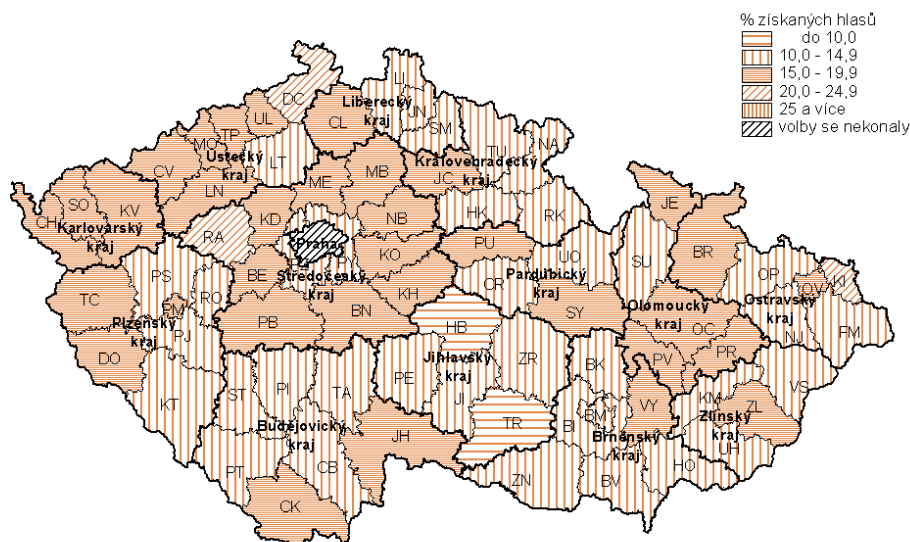 % získaných hlasů
do 10,0
10,0 - 14,9
15,0 - 19,9
20,0 - 24,9
25 a více
volby se nekonaly
DC
LI
Liberecký
kraj
JN
SM
UL
CL
TP
MO
Ústecký
kraj
LT
TU
NA
CV
LN
ME
MB
Královehradecký
kraj
JC
SO
KV
CH
Karlovarský
kraj
RA
KD
NB
HK
RK
JE
Praha
KO
PU
UO
SU
BR
PS
BE
Středočeský
kraj
KH
CR
Pardubický
kraj
OP
TC
RO
PM
Plzeňský
kraj
PJ
PB
BN
HB
SY
Olomoucký
kraj
OC
Ostravský
kraj
OV
KI
NJ
FM
DO
KT
ST
PI
TA
PE
Jihlavský
kraj
JI
ZR
BK
PV
PR
VS
Budějovický
kraj
JH
TR
BI
BM
VY
Brněnský
kraj
KM
ZL
Zlínský
kraj
UH
PT
CB
CK
ZN
BV
HO